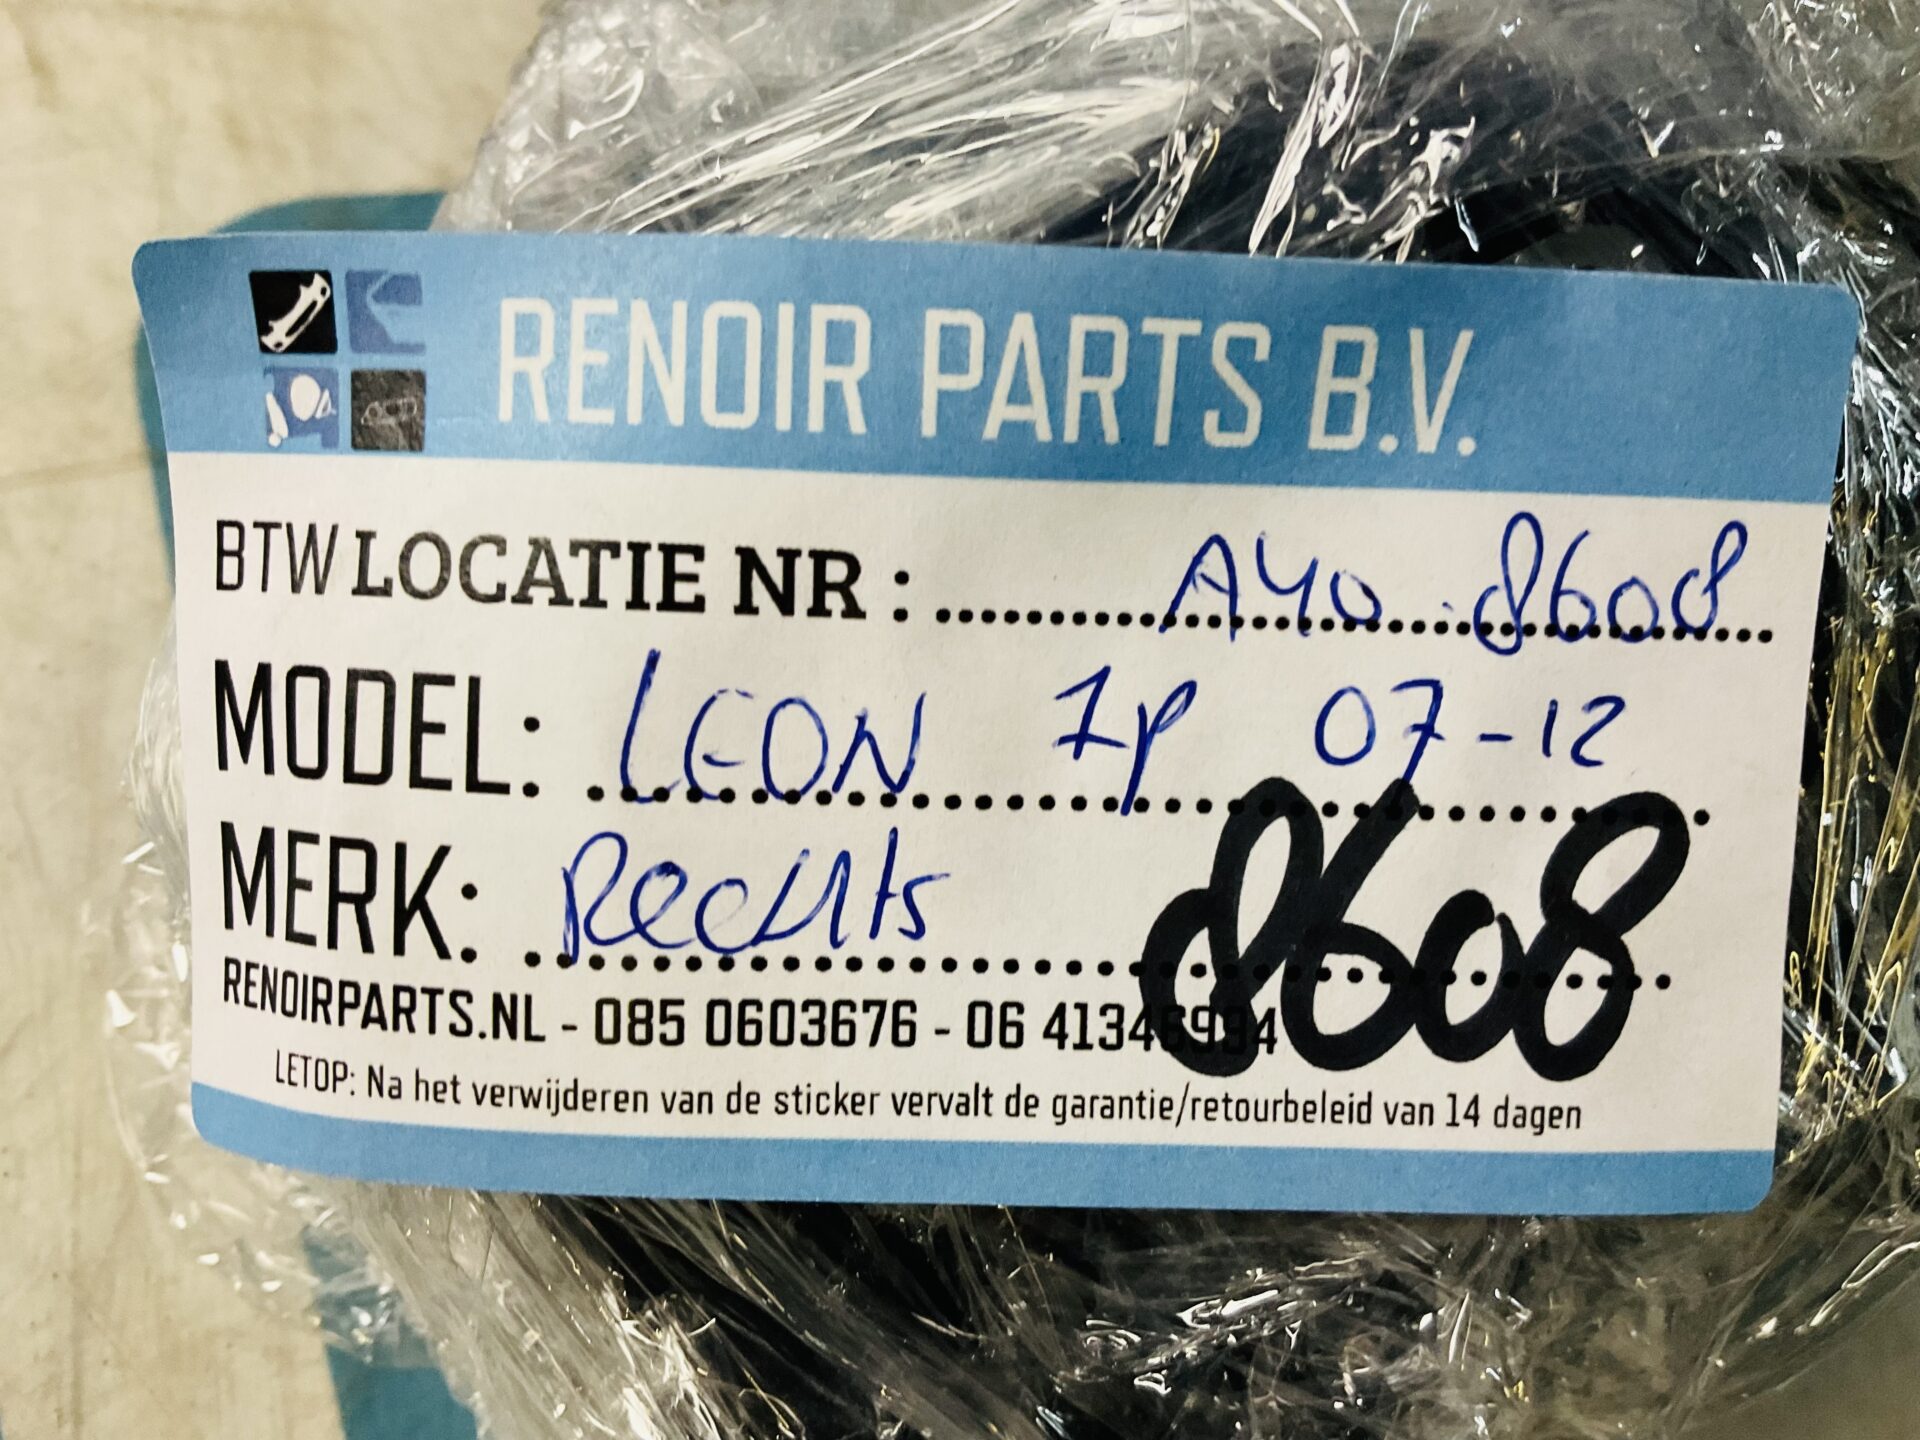 RENOIR PARTS B.V.
BTW LOCATIE NR : A40 8608
MODEL: LEON 1P 07-12
MERK: Rechts
8608
RENOIRPARTS.NL - 085 0603676 - 06 41346994
LETOP: Na het verwijderen van de sticker vervalt de garantie/retourbeleid van 14 dagen